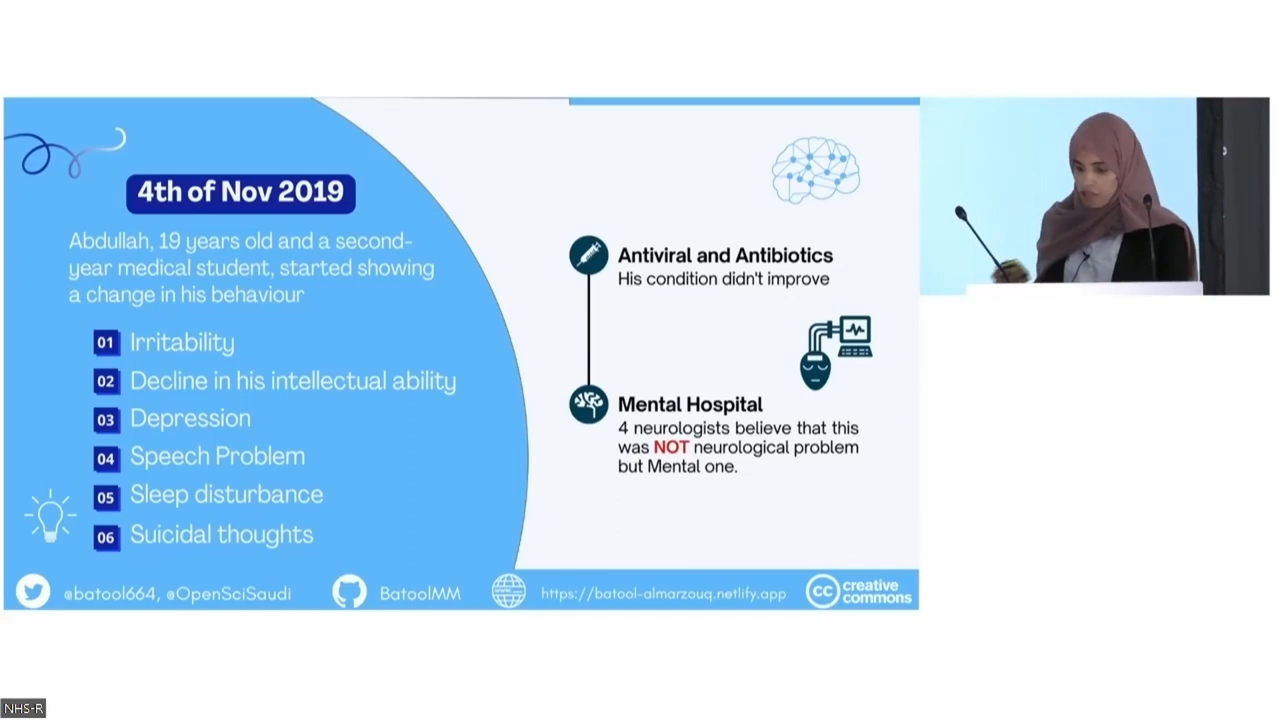 4th of Nov 2019
Abdullah, 19 years old and a second-
year medical student, started showing
a change in his behaviour
01 Irritability
02 Decline in his intellectual ability
03 Depression
04 Speech Problem
05 Sleep disturbance
06 Suicidal thoughts
Antiviral and Antibiotics
His condition didn't improve
Mental Hospital
4 neurologists believe that this
was NOT neurological problem
but Mental one.
@batool664, @OpenSciSaudi
BatoolMM
https://batool-almarzouq.netlify.app
cc creative
commons
NHS-R